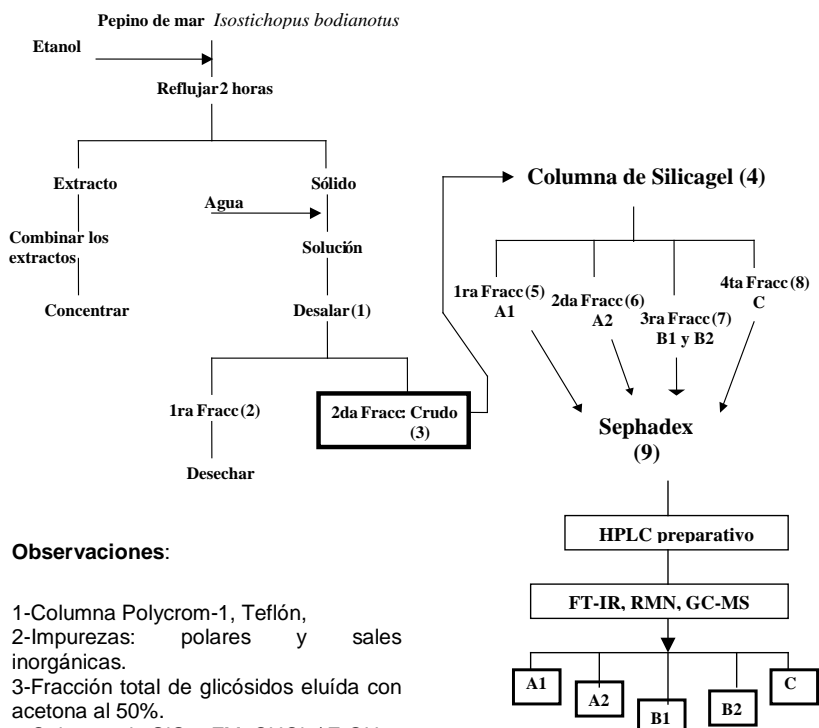 Pepino de mar Isostichopus bodianotus
Etanol
Reflujar 2 horas
Extracto
Sólido
Agua
Combinar los
extractos
Solución
Concentrar
Desalar (1)
1ra Fracc (2)
2da Fracc: Crudo
(3)
Desechar
Columna de Silicagel (4)
1ra Fracc (5)
A1
2da Fracc (6)
A2
3ra Fracc (7)
B1 y B2
4ta Fracc (8)
C
Sephadex
(9)
HPLC preparativo
FT-IR, RMN, GC-MS
A1
A2
B1
B2
C
Observaciones:
1-Columna Polycrom-1, Teflón,
2-Impurezas: polares y sales
inorgánicas.
3-Fracción total de glicósidos eluída con
acetona al 50%.